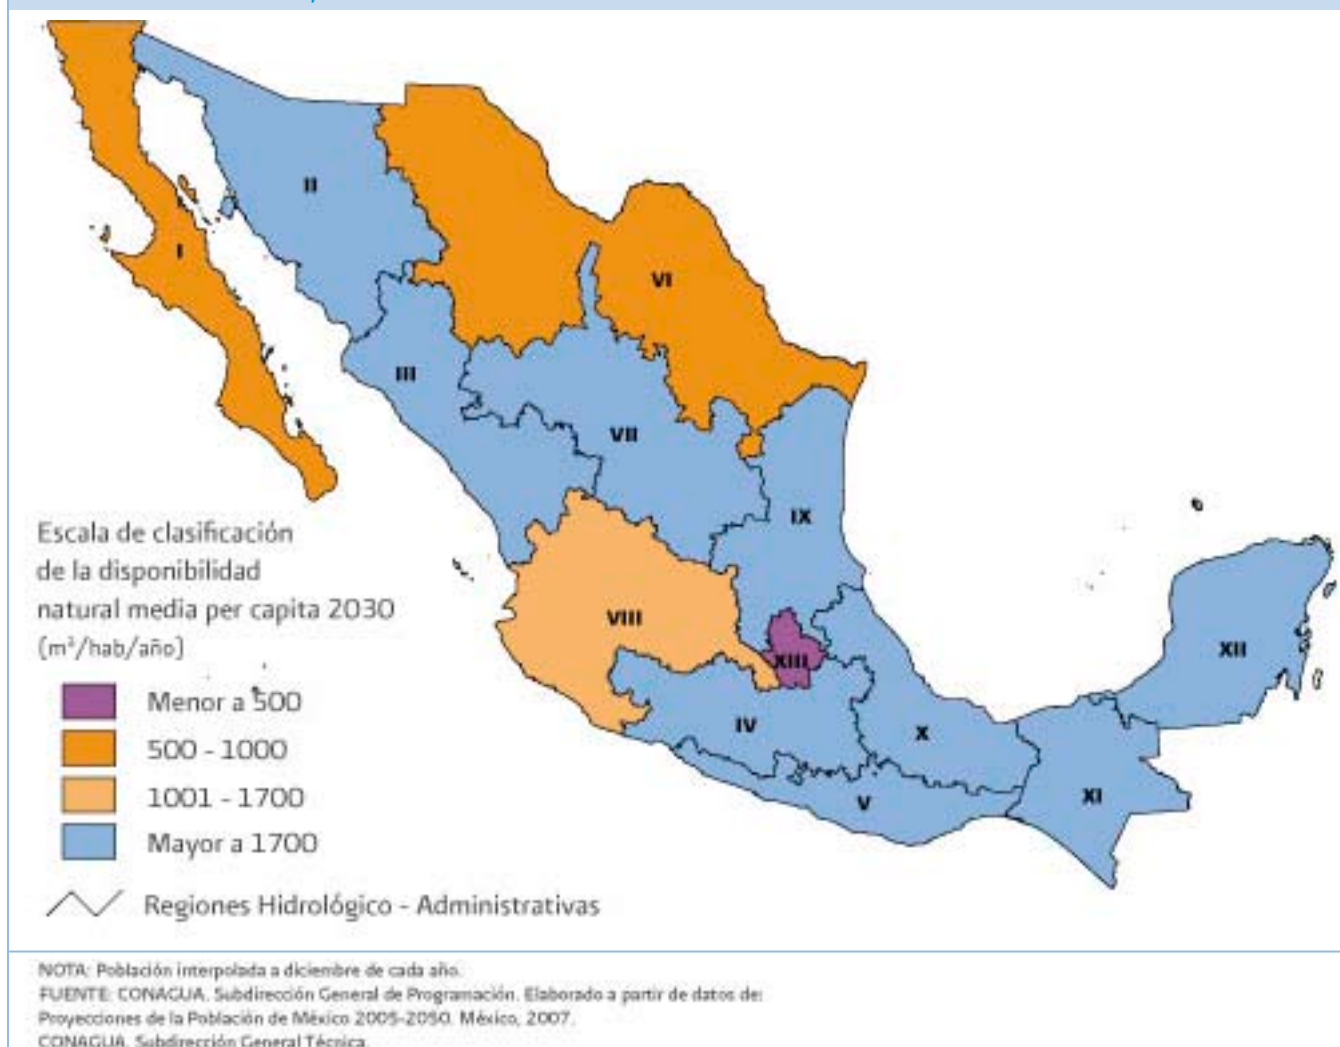 II
I
VI
III
VII
IX
VIII
XII
XIII
IV
X
XI
V
Escala de clasificación
de la disponibilidad
natural media per capita 2030
(m³/hab/año)
Menor a 500
500 - 1000
1001 - 1700
Mayor a 1700
Regiones Hidrológico - Administrativas
NOTA: Población interpolada a diciembre de cada año.
FUENTE: CONAGUA. Subdirección General de Programación. Elaborado a partir de datos de:
Proyecciones de la Población de México 2005-2050. México, 2007.
CONAGUA. Subdirección General Técnica.